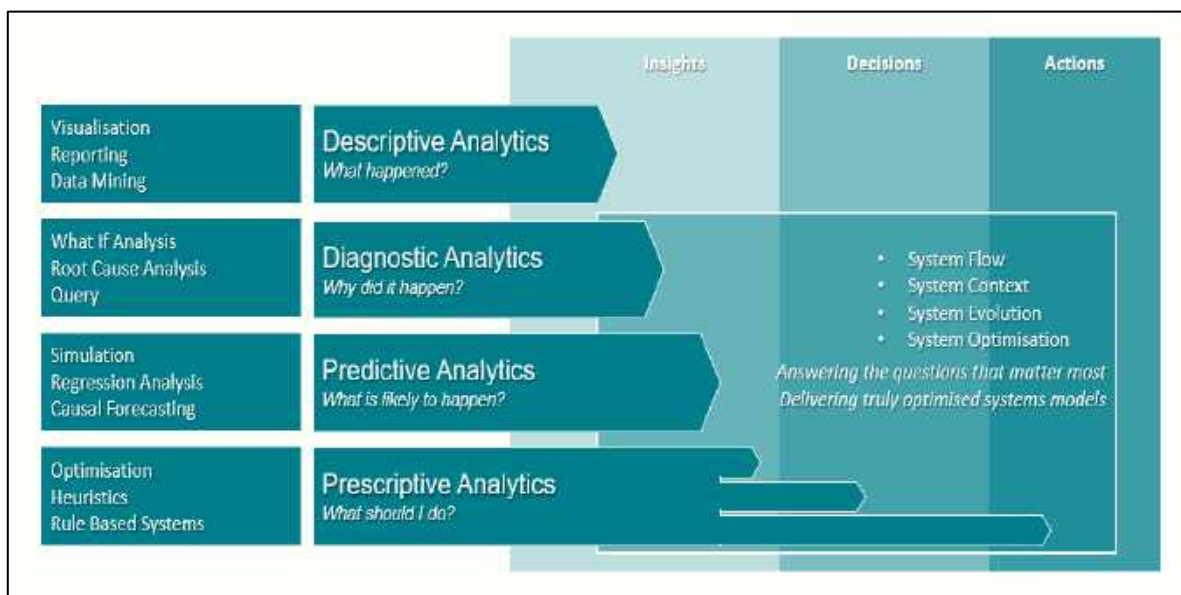 Insights Decisions Actions
Visualisation
Reporting
Data Mining
Descriptive Analytics
What happened?
What If Analysis
Root Cause Analysis
Query
Diagnostic Analytics
Why did it happen?
• System Flow
• System Context
• System Evolution
• System Optimisation
Simulation
Regression Analysis
Causal Forecasting
Predictive Analytics
What is likely to happen?
Answering the questions that matter most
Delivering truly optimised systems models
Optimisation
Heuristics
Rule Based Systems
Prescriptive Analytics
What should I do?